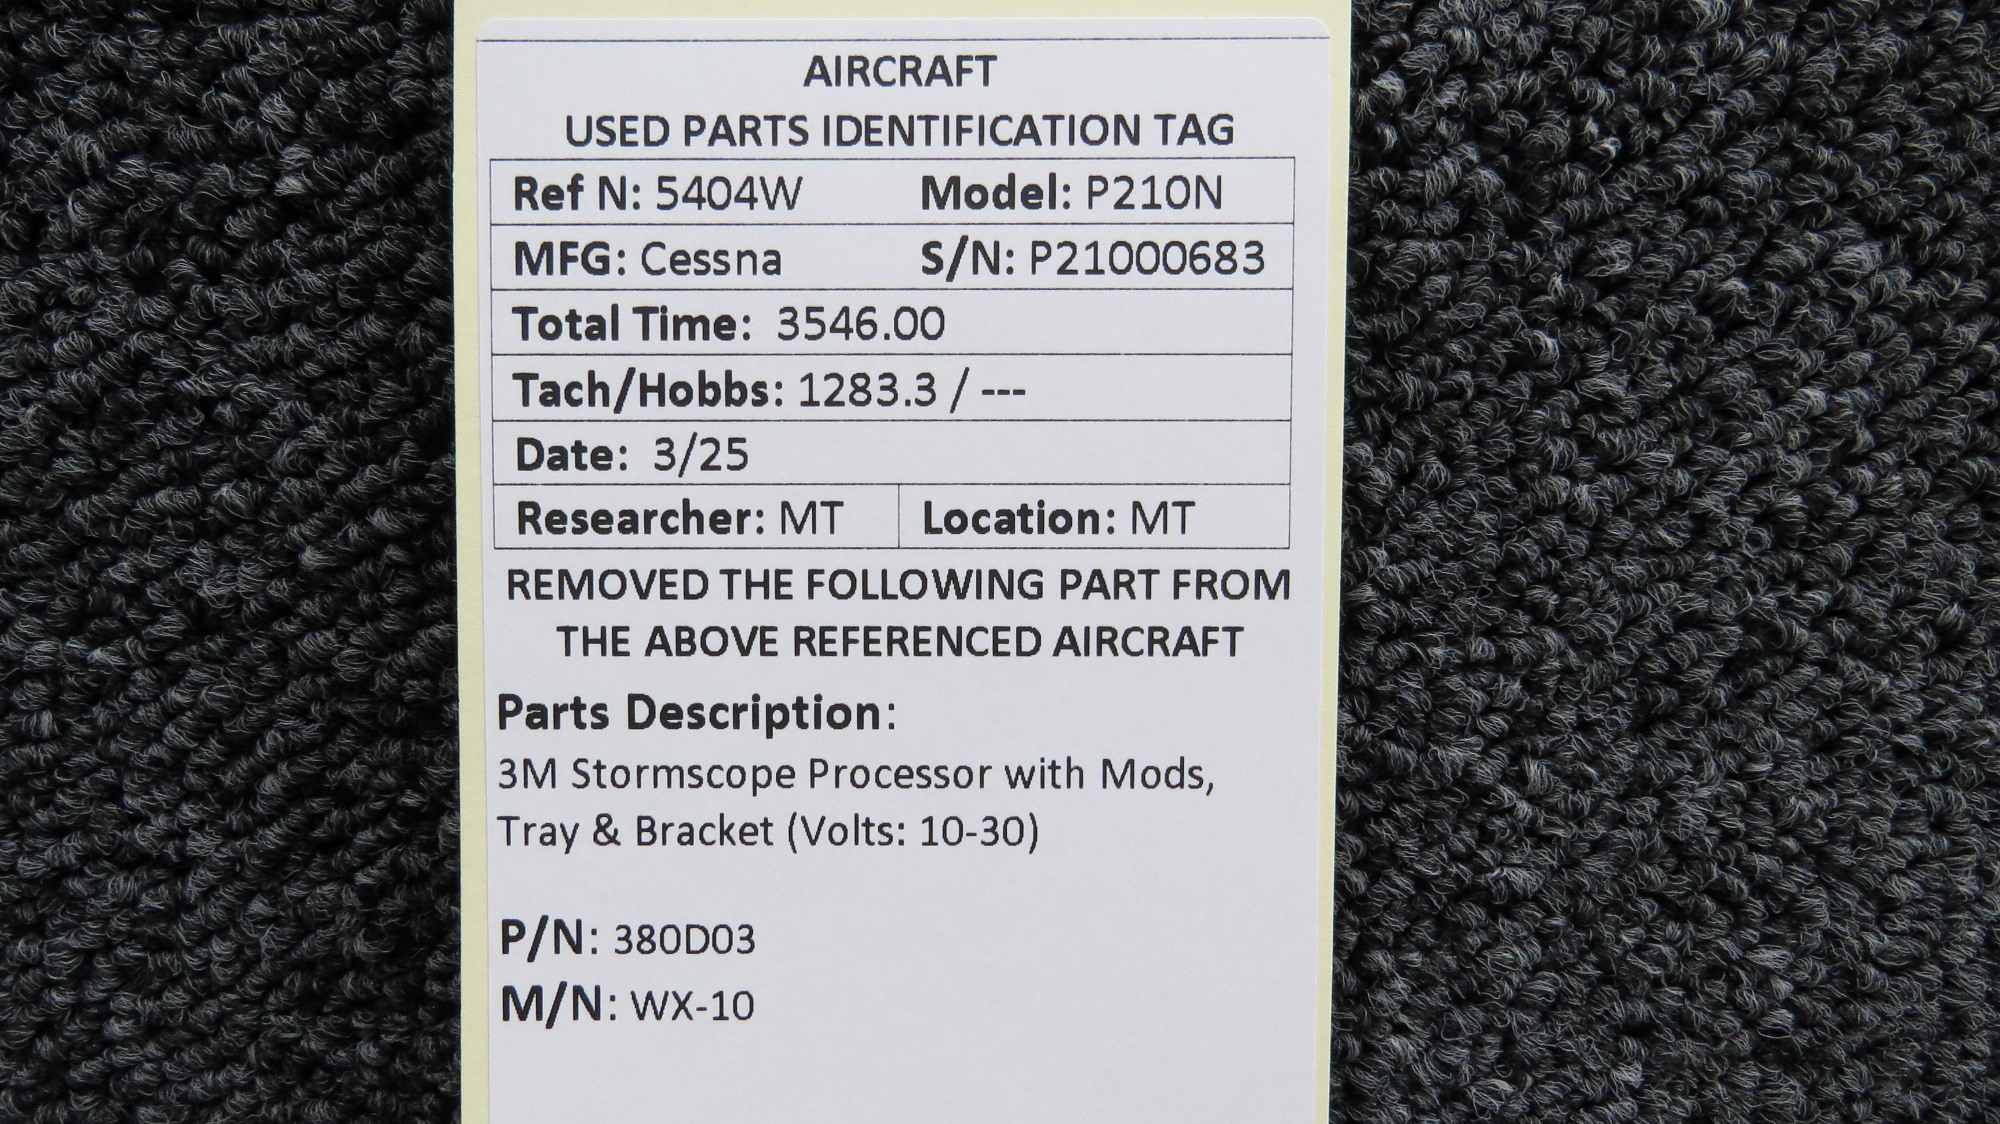 AIRCRAFT
USED PARTS IDENTIFICATION TAG
Ref N: 5404W Model: P210N
MFG: Cessna S/N: P21000683
Total Time: 3546.00
Tach/Hobbs: 1283.3 / ---
Date: 3/25
Researcher: MT Location: MT
REMOVED THE FOLLOWING PART FROM
THE ABOVE REFERENCED AIRCRAFT
Parts Description:
3M Stormscope Processor with Mods,
Tray & Bracket (Volts: 10-30)
P/N: 380D03
M/N: WX-10